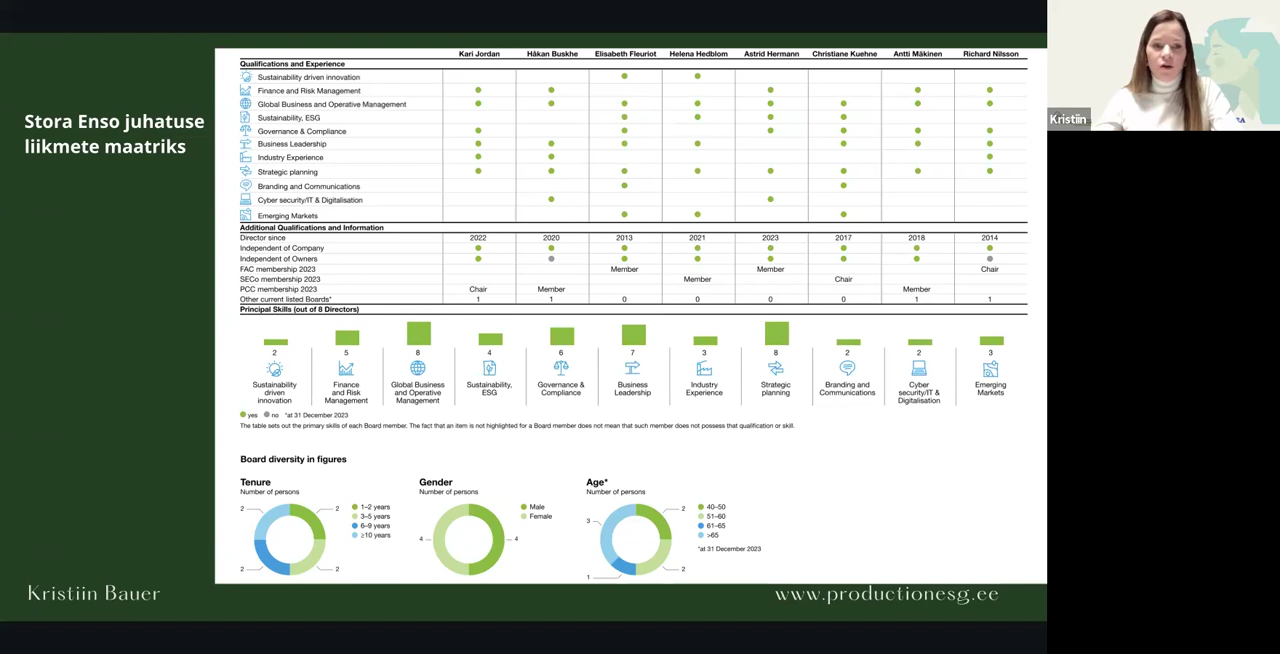 Stora Enso juhatuse
liikmete maatriks
Kari Jordan Håkan Buskhe Elisabeth Fleuriot Helena Hedblom Astrid Hermann Christiane Kuehne Antti Mäkinen Richard Nilsson
Qualifications and Experience
Sustainability driven innovation
Finance and Risk Management
Global Business and Operative Management
Sustainability, ESG
Governance & Compliance
Business Leadership
Industry Experience
Strategic planning
Branding and Communications
Cyber security/IT & Digitalisation
Emerging Markets
Additional Qualifications and Information
Director since 2022 2020 2013 2021 2023 2017 2018 2014
Independent of Company
Independent of Owners
FAC membership 2023 Member Member Chair
SECo membership 2023 Member Chair
PCC membership 2023 Chair Member Member
Other current listed Boards* 1 1 0 0 0 0 1 1
Principal Skills (out of 8 Directors)
2 5 8 4 6 7 3 8 2 2 3
Sustainability Finance Global Business Sustainability, Governance & Business Industry Strategic Branding and Cyber Emerging
driven and Risk and Operative ESG Compliance Leadership Experience planning Communications security/IT & Markets
innovation Management Management Digitalisation
yes no *at 31 December 2023
The table sets out the primary skills of each Board member. The fact that an item is not highlighted for a Board member does not mean that such member does not possess that qualification or skill.
Board diversity in figures
Tenure
Number of persons
2 2
2 2
1–2 years
3–5 years
6–9 years
≥10 years
Gender
Number of persons
4 4
Male
Female
Age*
Number of persons
3 2
1 2
40–50
51–60
61–65
>65
*at 31 December 2023
Kristiin Bauer
www.productionesg.ee
Kristiin